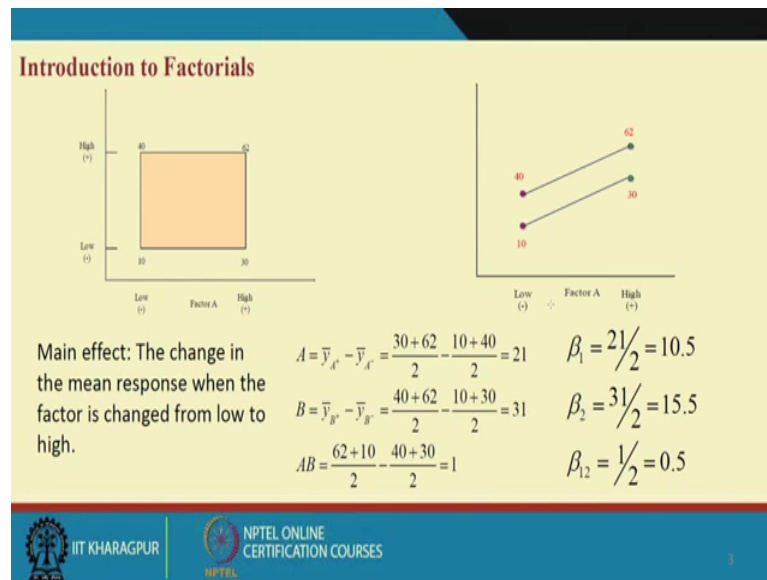 Introduction to Factorials
High
(+)
40
62
Low
(-)
10
30
Low
(-)
Factor A
High
(+)
62
40
30
10
Low
(-)
Factor A
High
(+)
Main effect: The change in
the mean response when the
factor is changed from low to
high.
A = ȳ_A⁺ − ȳ_A⁻ = (30+62)/2 − (10+40)/2 = 21
B = ȳ_B⁺ − ȳ_B⁻ = (40+62)/2 − (10+30)/2 = 31
AB = (62+10)/2 − (40+30)/2 = 1
β₁ = 21/2 = 10.5
β₂ = 31/2 = 15.5
β₁₂ = 1/2 = 0.5
IIT KHARAGPUR
NPTEL
NPTEL ONLINE
CERTIFICATION COURSES
3